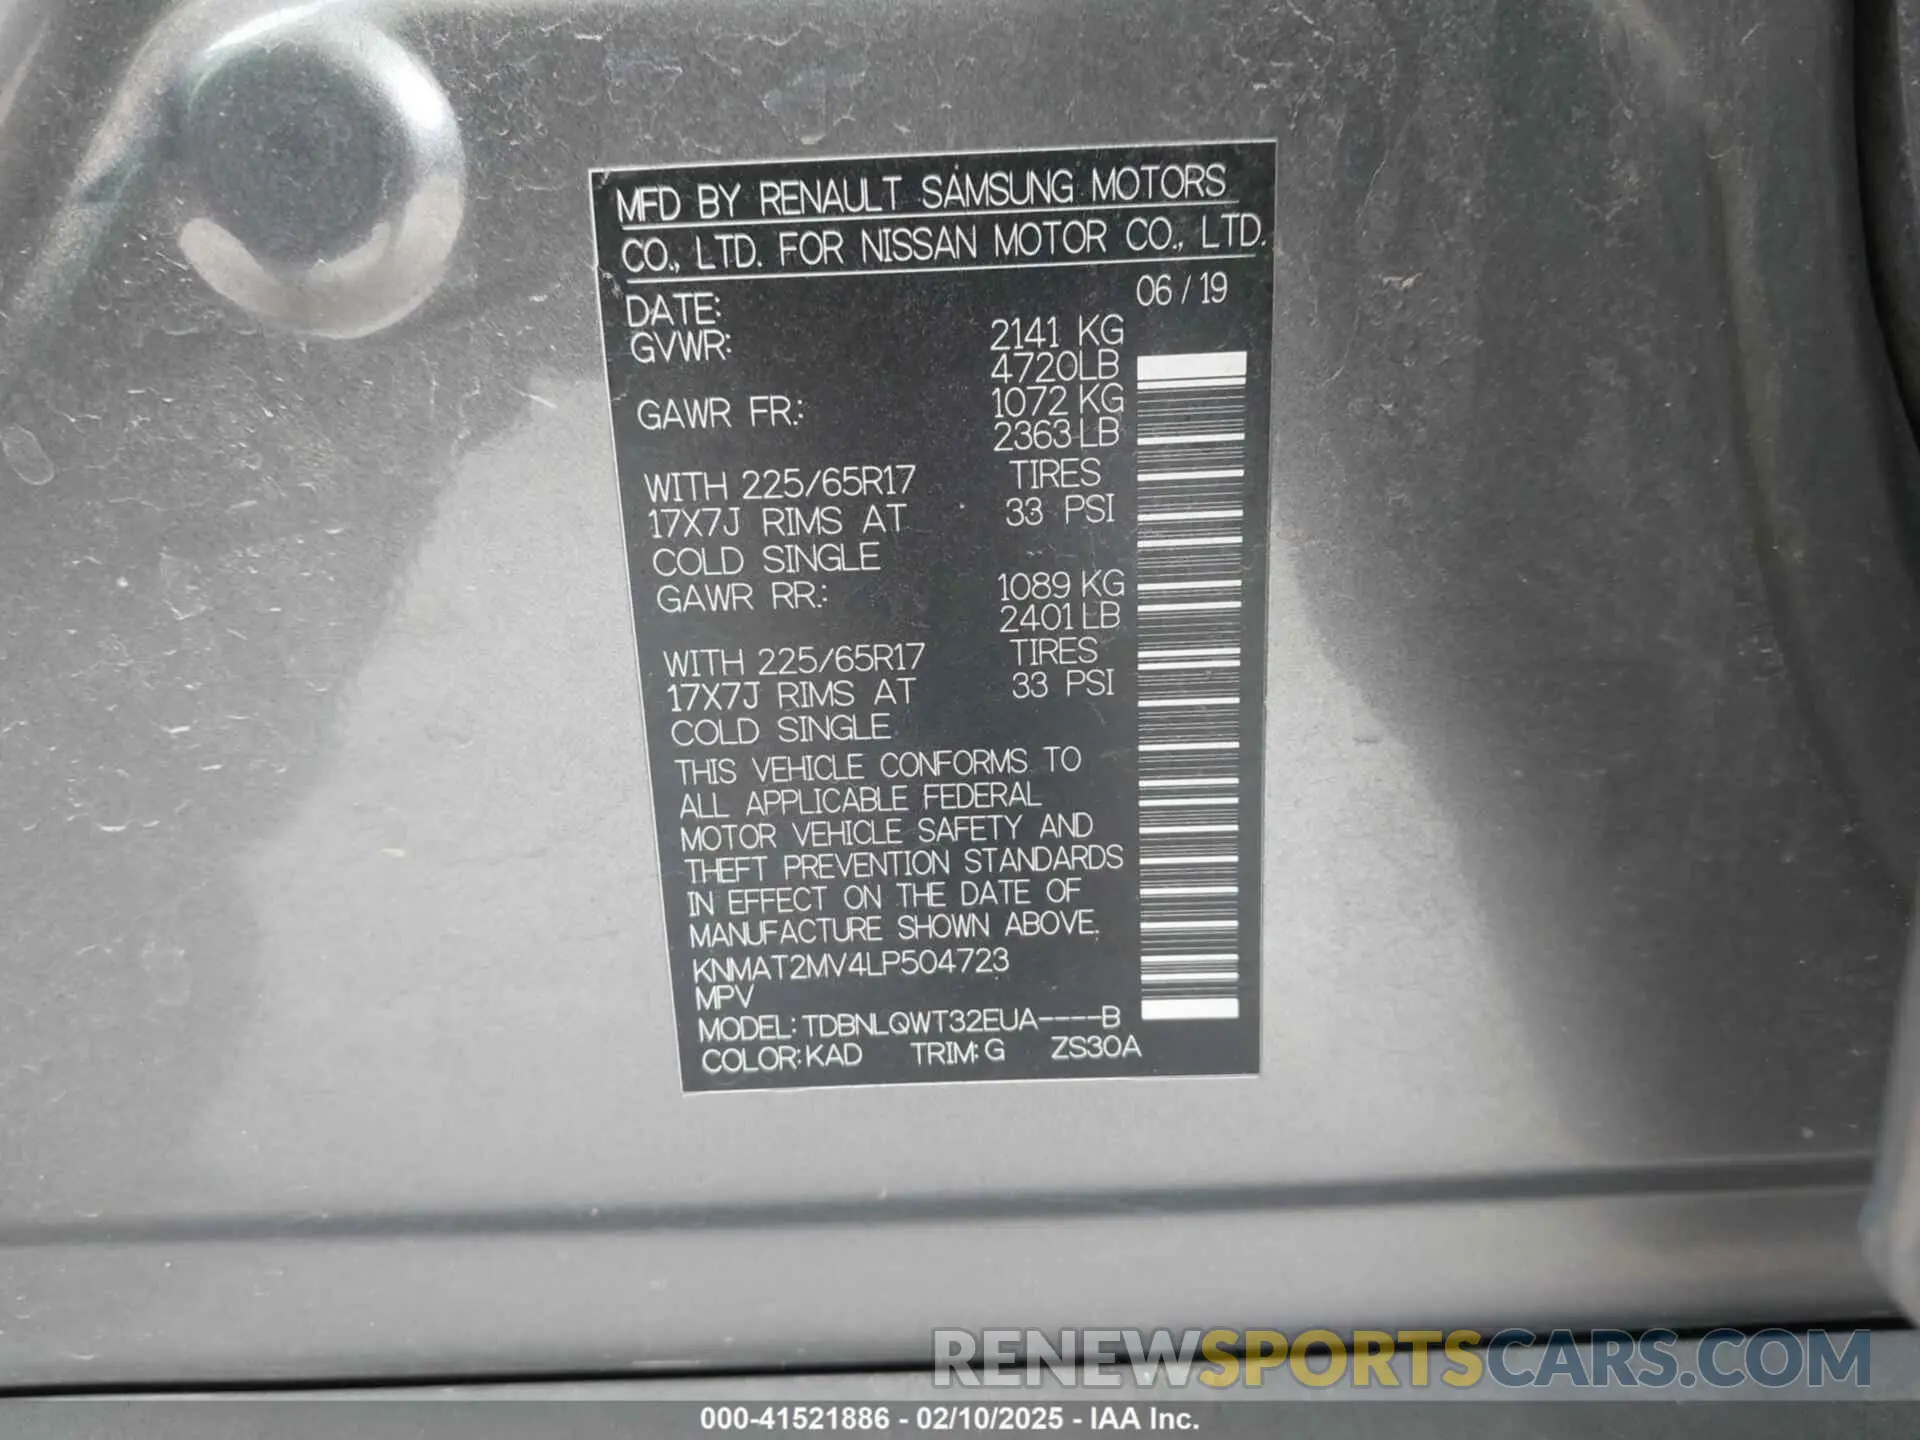 MFD BY RENAULT SAMSUNG MOTORS
CO., LTD. FOR NISSAN MOTOR CO., LTD.
DATE: 06 / 19
GVWR: 2141 KG
4720LB
GAWR FR.: 1072 KG
2363 LB
WITH 225/65R17 TIRES
17X7J RIMS AT 33 PSI
COLD SINGLE
GAWR RR.: 1089 KG
2401 LB
WITH 225/65R17 TIRES
17X7J RIMS AT 33 PSI
COLD SINGLE
THIS VEHICLE CONFORMS TO
ALL APPLICABLE FEDERAL
MOTOR VEHICLE SAFETY AND
THEFT PREVENTION STANDARDS
IN EFFECT ON THE DATE OF
MANUFACTURE SHOWN ABOVE.
KNMAT2MV4LP504723
MPV
MODEL: TDBNLQWT32EUA----B
COLOR: KAD TRIM: G ZS30A
RENEWSPORTSCARS.COM
000-41521886 - 02/10/2025 - IAA Inc.